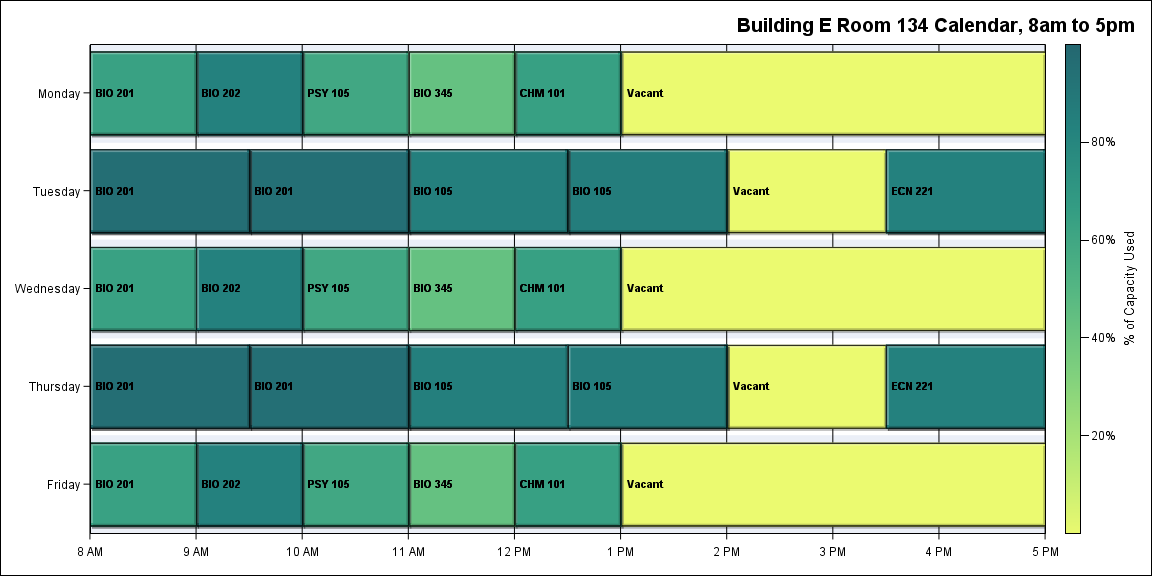 Building E Room 134 Calendar, 8am to 5pm
Monday
BIO 201
BIO 202
PSY 105
BIO 345
CHM 101
Vacant
Tuesday
BIO 201
BIO 201
BIO 105
BIO 105
Vacant
ECN 221
Wednesday
BIO 201
BIO 202
PSY 105
BIO 345
CHM 101
Vacant
Thursday
BIO 201
BIO 201
BIO 105
BIO 105
Vacant
ECN 221
Friday
BIO 201
BIO 202
PSY 105
BIO 345
CHM 101
Vacant
8 AM
9 AM
10 AM
11 AM
12 PM
1 PM
2 PM
3 PM
4 PM
5 PM
80%
60%
40%
20%
% of Capacity Used